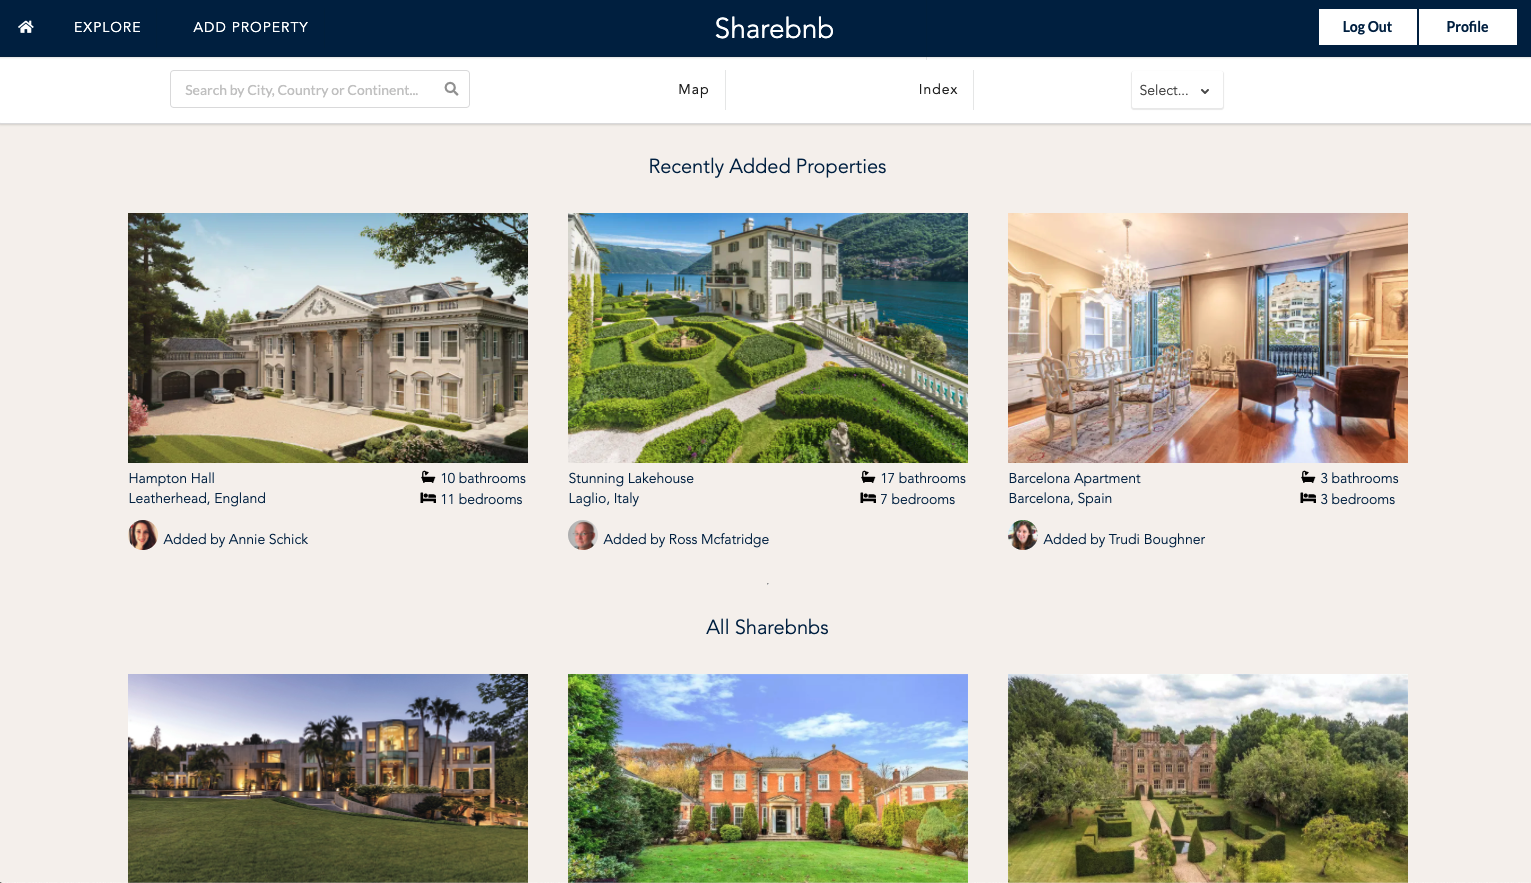 EXPLORE
ADD PROPERTY
Sharebnb
Log Out
Profile
Search by City, Country or Continent...
Map
Index
Select...
Recently Added Properties
Hampton Hall
10 bathrooms
Leatherhead, England
11 bedrooms
Added by Annie Schick
Stunning Lakehouse
17 bathrooms
Laglio, Italy
7 bedrooms
Added by Ross Mcfatridge
Barcelona Apartment
3 bathrooms
Barcelona, Spain
3 bedrooms
Added by Trudi Boughner
All Sharebnbs